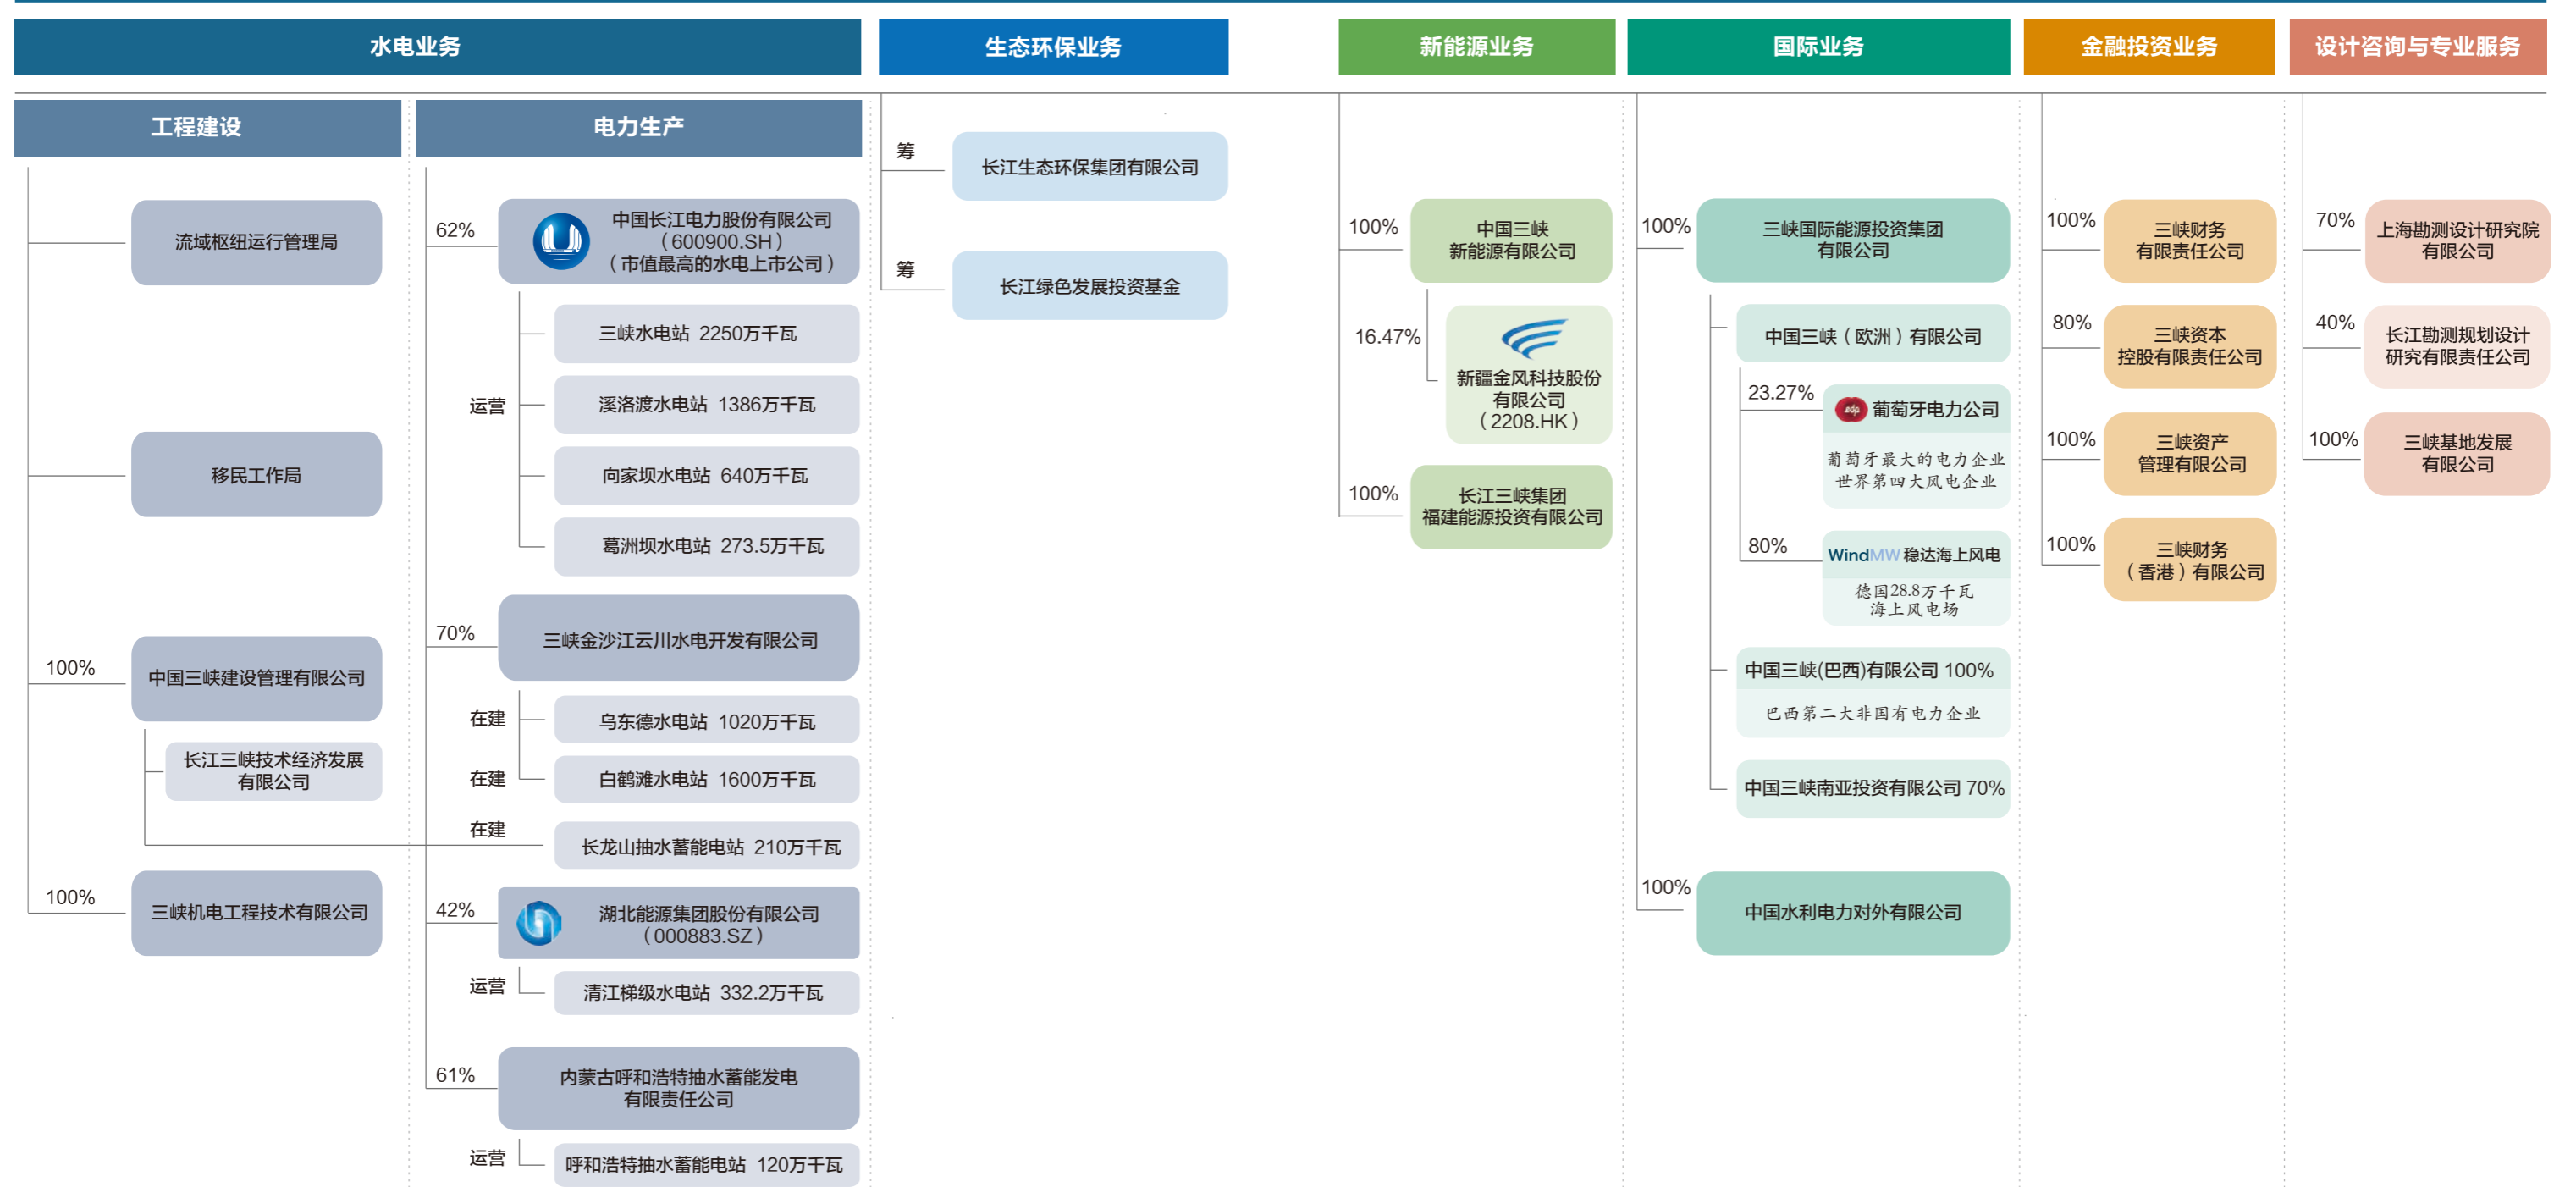 水电业务
生态环保业务
新能源业务
国际业务
金融投资业务
设计咨询与专业服务
工程建设
流域枢纽运行管理局
移民工作局
100%
中国三峡建设管理有限公司
长江三峡技术经济发展
有限公司
100%
三峡机电工程技术有限公司
电力生产
62%
中国长江电力股份有限公司
（600900.SH）
（市值最高的水电上市公司）
运营
三峡水电站 2250万千瓦
溪洛渡水电站 1386万千瓦
向家坝水电站 640万千瓦
葛洲坝水电站 273.5万千瓦
70%
三峡金沙江云川水电开发有限公司
在建
乌东德水电站 1020万千瓦
在建
白鹤滩水电站 1600万千瓦
在建
长龙山抽水蓄能电站 210万千瓦
42%
湖北能源集团股份有限公司
（000883.SZ）
运营
清江梯级水电站 332.2万千瓦
61%
内蒙古呼和浩特抽水蓄能发电
有限责任公司
运营
呼和浩特抽水蓄能电站 120万千瓦
筹
长江生态环保集团有限公司
筹
长江绿色发展投资基金
100%
中国三峡
新能源有限公司
16.47%
新疆金风科技股份
有限公司
（2208.HK）
100%
长江三峡集团
福建能源投资有限公司
100%
三峡国际能源投资集团
有限公司
中国三峡（欧洲）有限公司
23.27%
edp 葡萄牙电力公司
葡萄牙最大的电力企业
世界第四大风电企业
80%
WindMW 稳达海上风电
德国28.8万千瓦
海上风电场
中国三峡(巴西)有限公司 100%
巴西第二大非国有电力企业
中国三峡南亚投资有限公司 70%
100%
中国水利电力对外有限公司
100%
三峡财务
有限责任公司
80%
三峡资本
控股有限责任公司
100%
三峡资产
管理有限公司
100%
三峡财务
（香港）有限公司
70%
上海勘测设计研究院
有限公司
40%
长江勘测规划设计
研究有限责任公司
100%
三峡基地发展
有限公司